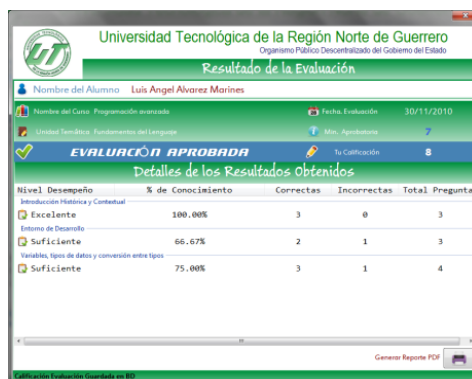 Universidad Tecnológica de la Región Norte de Guerrero
Organismo Público Descentralizado del Gobierno del Estado
UT
Resultado de la Evaluación
Nombre del Alumno Luis Angel Alvarez Marines
Nombre del Curso Programación avanzada Fecha. Evaluación 30/11/2010
Unidad Temática Fundamentos del Lenguaje Min. Aprobatorio 7
EVALUACIÓN APROBADA Tu Calificación 8
Detalles de los Resultados Obtenidos
Nivel Desempeño % de Conocimiento Correctas Incorrectas Total Pregunta
Introducción Histórica y Contextual
Excelente 100.00% 3 0 3
Entorno de Desarrollo
Suficiente 66.67% 2 1 3
Variables, tipos de datos y conversión entre tipos
Suficiente 75.00% 3 1 4
Generar Reporte PDF
Calificación Evaluación Guardada en BD